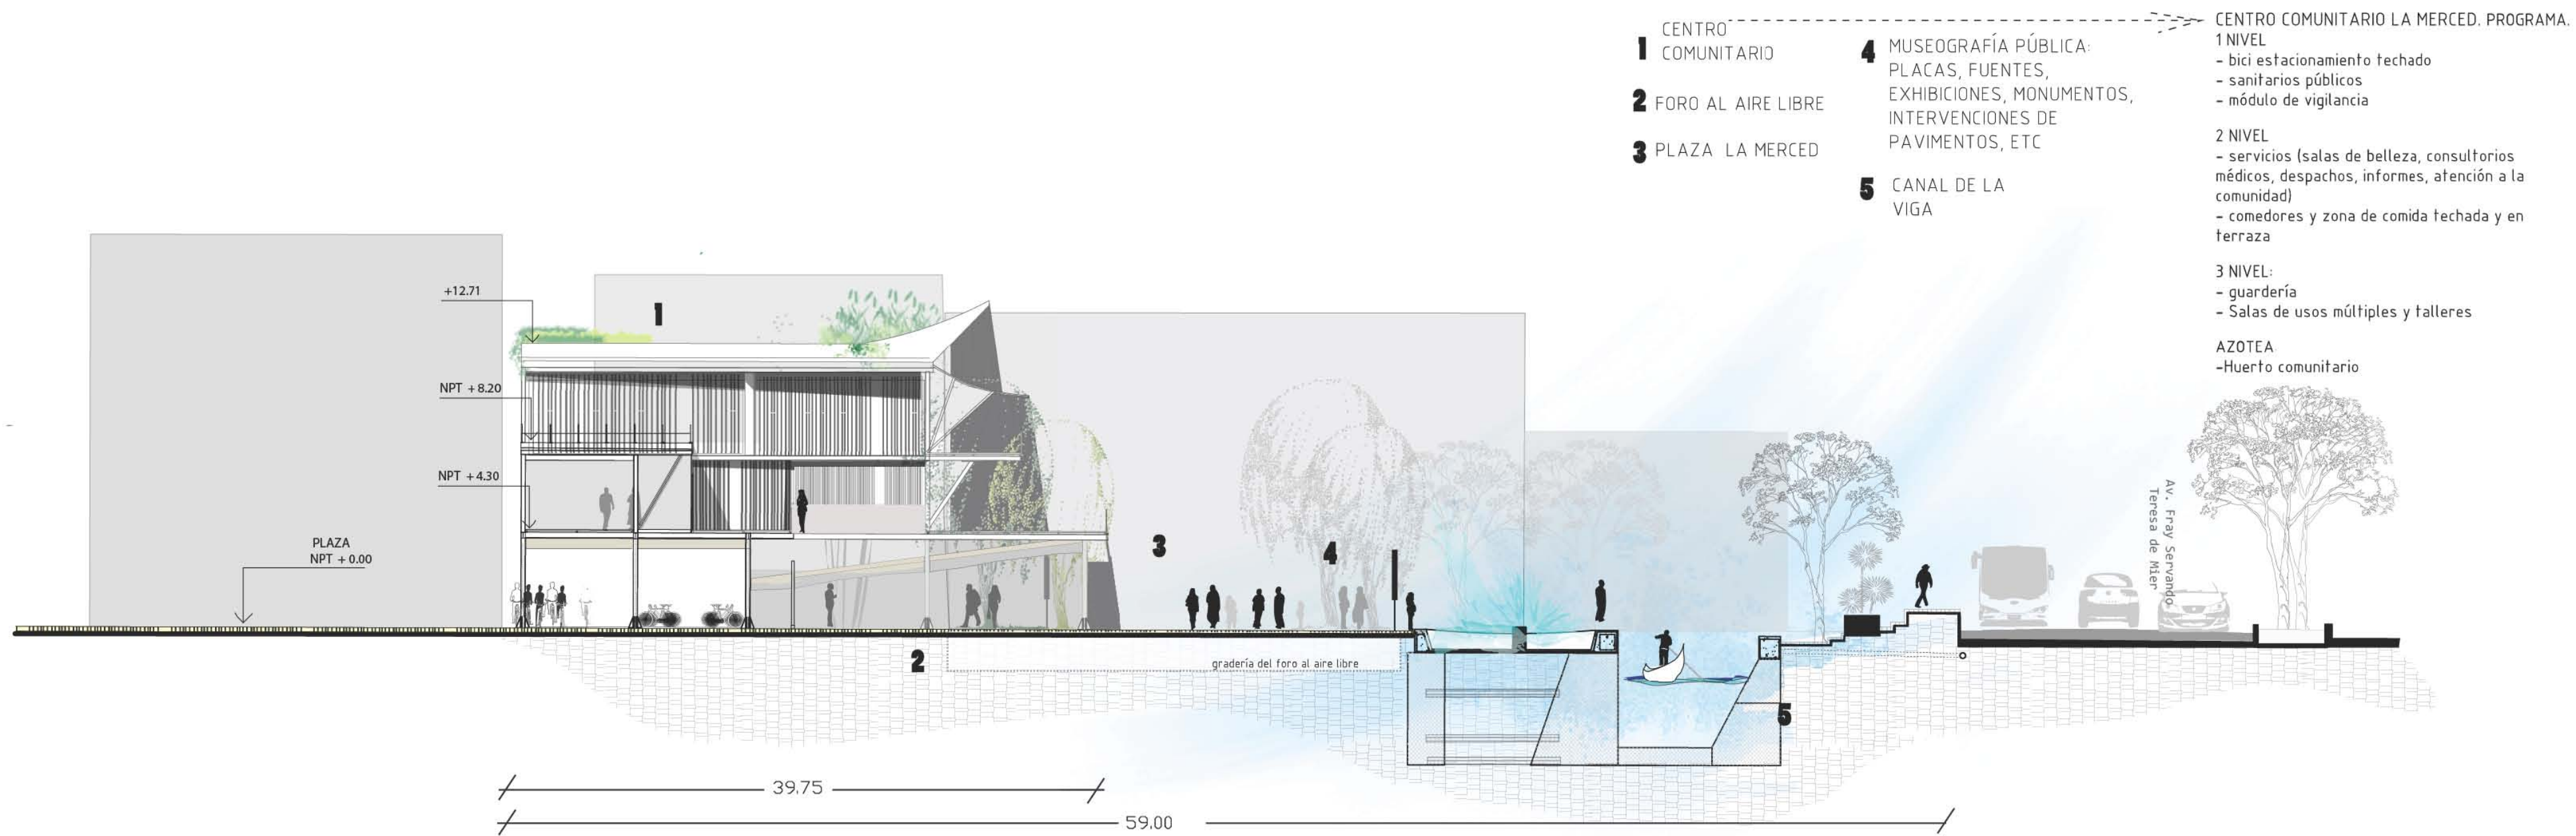 1 CENTRO
COMUNITARIO
2 FORO AL AIRE LIBRE
3 PLAZA LA MERCED
4 MUSEOGRAFÍA PÚBLICA:
PLACAS, FUENTES,
EXHIBICIONES, MONUMENTOS,
INTERVENCIONES DE
PAVIMENTOS, ETC
5 CANAL DE LA
VIGA
CENTRO COMUNITARIO LA MERCED. PROGRAMA.
1 NIVEL
- bici estacionamiento techado
- sanitarios públicos
- módulo de vigilancia
2 NIVEL
- servicios (salas de belleza, consultorios
médicos, despachos, informes, atención a la
comunidad)
- comedores y zona de comida techada y en
terraza
3 NIVEL:
- guardería
- Salas de usos múltiples y talleres
AZOTEA
-Huerto comunitario
+12.71
1
NPT +8.20
NPT +4.30
PLAZA
NPT +0.00
3
4
Av. Fray Servando
Teresa de Mier
2
gradería del foro al aire libre
5
39.75
59.00